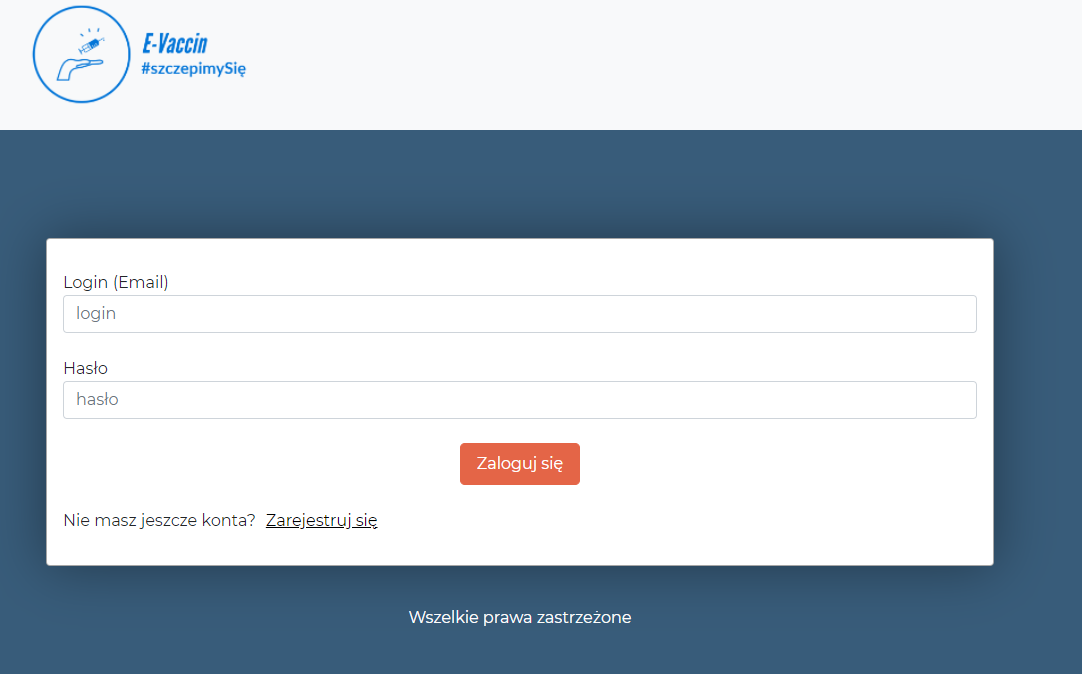 E-Vaccin
#szczepimySię
Login (Email)
login
Hasło
hasło
Zaloguj się
Nie masz jeszcze konta? Zarejestruj się
Wszelkie prawa zastrzeżone